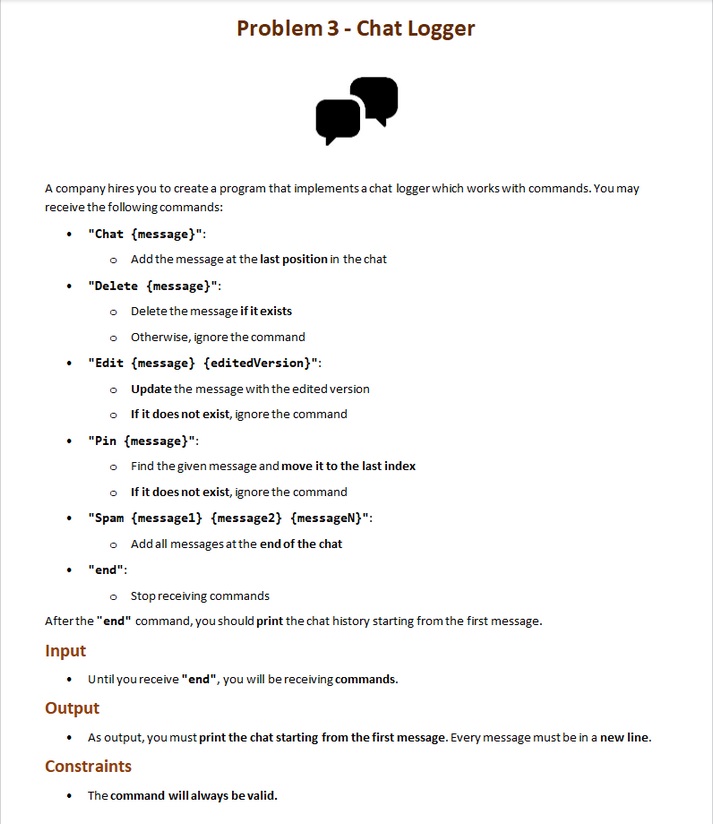 Problem 3 - Chat Logger
A company hires you to create a program that implements a chat logger which works with commands. You may
receive the following commands:
• "Chat {message}":
o Add the message at the last position in the chat
• "Delete {message}":
o Delete the message if it exists
o Otherwise, ignore the command
• "Edit {message} {editedVersion}":
o Update the message with the edited version
o If it does not exist, ignore the command
• "Pin {message}":
o Find the given message and move it to the last index
o If it does not exist, ignore the command
• "Spam {message1} {message2} {messageN}":
o Add all messages at the end of the chat
• "end":
o Stop receiving commands
After the "end" command, you should print the chat history starting from the first message.
Input
• Until you receive "end", you will be receiving commands.
Output
• As output, you must print the chat starting from the first message. Every message must be in a new line.
Constraints
• The command will always be valid.